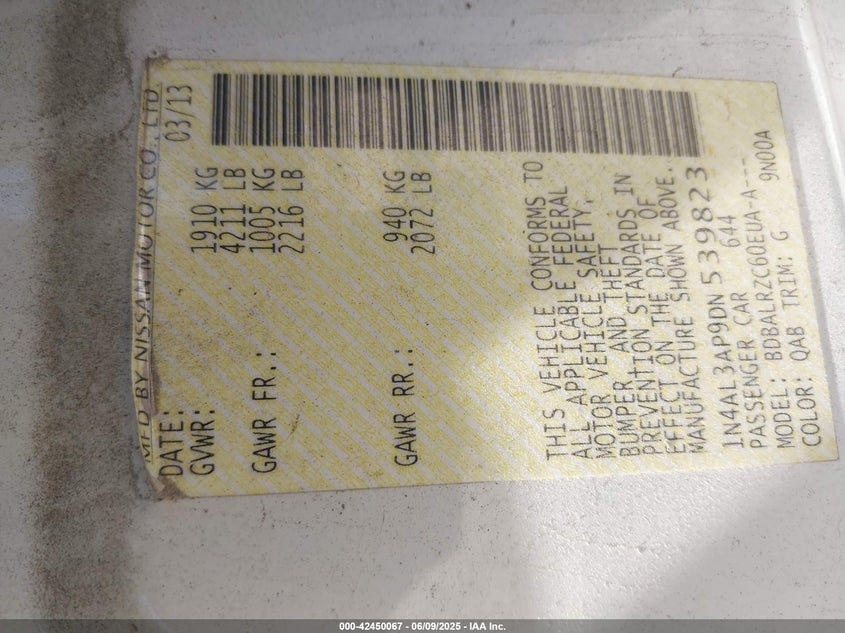 MFD BY NISSAN MOTOR CO., LTD.
DATE: 03/13
GVWR: 1910 KG
4211 LB
GAWR FR.: 1005 KG
2216 LB
GAWR RR.: 940 KG
2072 LB
THIS VEHICLE CONFORMS TO
ALL APPLICABLE FEDERAL
MOTOR VEHICLE SAFETY,
BUMPER AND THEFT
PREVENTION STANDARDS IN
EFFECT ON THE DATE OF
MANUFACTURE SHOWN ABOVE.
1N4AL3AP9DN539823
PASSENGER CAR 644
MODEL: BDBALRZC60EUA-A---
COLOR: QAB TRIM: G 9N00A
000-42450067 - 06/09/2025 - IAA Inc.